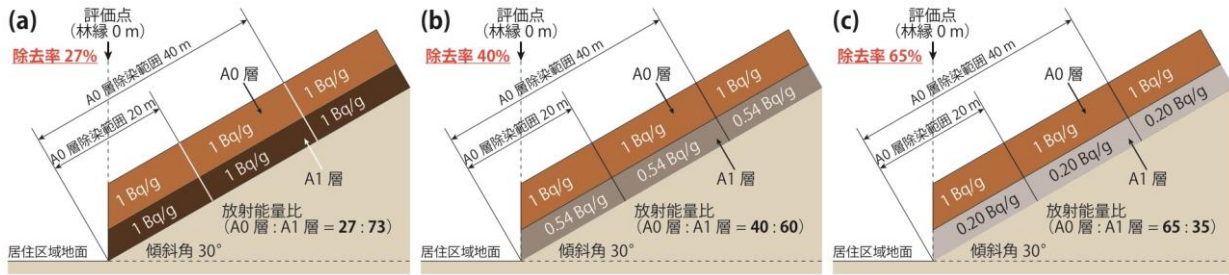 (a)
評価点
(林縁 0 m)
除去率 27%
A0 層除染範囲 40 m
A0 層除染範囲 20 m
A0 層
1 Bq/g
1 Bq/g
1 Bq/g
1 Bq/g
1 Bq/g
1 Bq/g
A1 層
放射能量比
(A0 層 : A1 層 = 27 : 73)
居住区域地面
傾斜角 30°
(b)
評価点
(林縁 0 m)
除去率 40%
A0 層除染範囲 40 m
A0 層除染範囲 20 m
A0 層
1 Bq/g
1 Bq/g
1 Bq/g
0.54 Bq/g
0.54 Bq/g
0.54 Bq/g
A1 層
放射能量比
(A0 層 : A1 層 = 40 : 60)
居住区域地面
傾斜角 30°
(c)
評価点
(林縁 0 m)
除去率 65%
A0 層除染範囲 40 m
A0 層除染範囲 20 m
A0 層
1 Bq/g
1 Bq/g
1 Bq/g
0.20 Bq/g
0.20 Bq/g
0.20 Bq/g
A1 層
放射能量比
(A0 層 : A1 層 = 65 : 35)
居住区域地面
傾斜角 30°